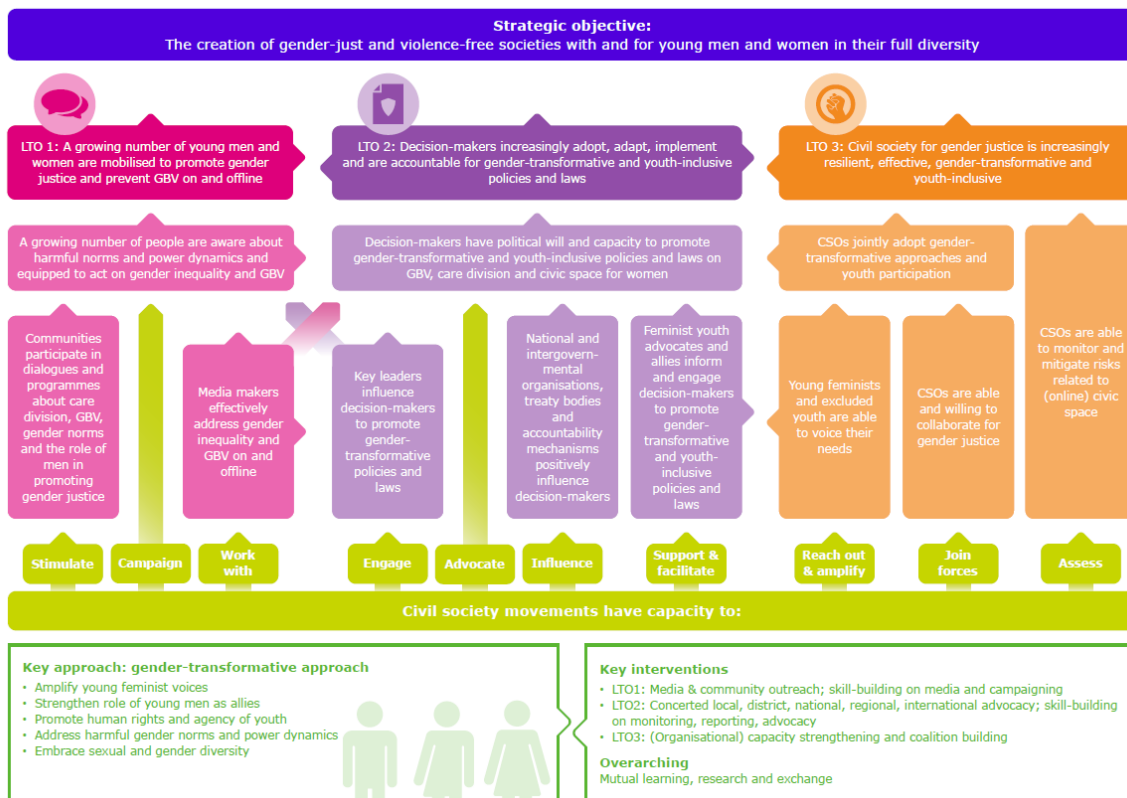 Strategic objective:
The creation of gender-just and violence-free societies with and for young men and women in their full diversity
LTO 1: A growing number of young men and
women are mobilised to promote gender
justice and prevent GBV on and offline
LTO 2: Decision-makers increasingly adopt, adapt, implement
and are accountable for gender-transformative and youth-inclusive
policies and laws
LTO 3: Civil society for gender justice is increasingly
resilient, effective, gender-transformative and
youth-inclusive
A growing number of people are aware about
harmful norms and power dynamics and
equipped to act on gender inequality and GBV
Decision-makers have political will and capacity to promote
gender-transformative and youth-inclusive policies and laws on
GBV, care division and civic space for women
CSOs jointly adopt gender-
transformative approaches and
youth participation
Communities
participate in
dialogues and
programmes
about care
division, GBV,
gender norms
and the role of
men in
promoting
gender justice
Media makers
effectively
address gender
inequality and
GBV on and
offline
Key leaders
influence
decision-makers
to promote
gender-
transformative
policies and
laws
National and
intergovern-
mental
organisations,
treaty bodies
and
accountability
mechanisms
positively
influence
decision-makers
Feminist youth
advocates and
allies inform
and engage
decision-makers
to promote
gender-
transformative
and youth-
inclusive
policies and
laws
Young feminists
and excluded
youth are able
to voice their
needs
CSOs are able
and willing to
collaborate for
gender justice
CSOs are able
to monitor and
mitigate risks
related to
(online) civic
space
Stimulate
Campaign
Work
with
Engage
Advocate
Influence
Support &
facilitate
Reach out
& amplify
Join
forces
Assess
Civil society movements have capacity to:
Key approach: gender-transformative approach
• Amplify young feminist voices
• Strengthen role of young men as allies
• Promote human rights and agency of youth
• Address harmful gender norms and power dynamics
• Embrace sexual and gender diversity
Key interventions
• LTO1: Media & community outreach; skill-building on media and campaigning
• LTO2: Concerted local, district, national, regional, international advocacy; skill-building
on monitoring, reporting, advocacy
• LTO3: (Organisational) capacity strengthening and coalition building
Overarching
Mutual learning, research and exchange